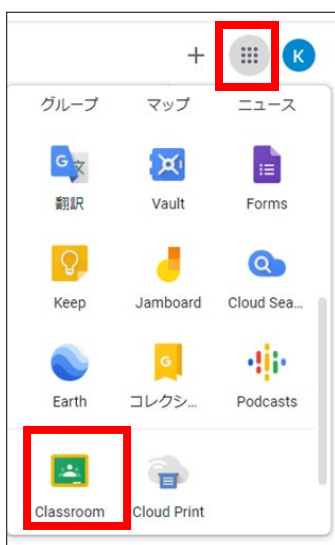 + K
グループ マップ ニュース
翻訳 Vault Forms
Keep Jamboard Cloud Sea...
Earth コレクシ... Podcasts
Classroom Cloud Print